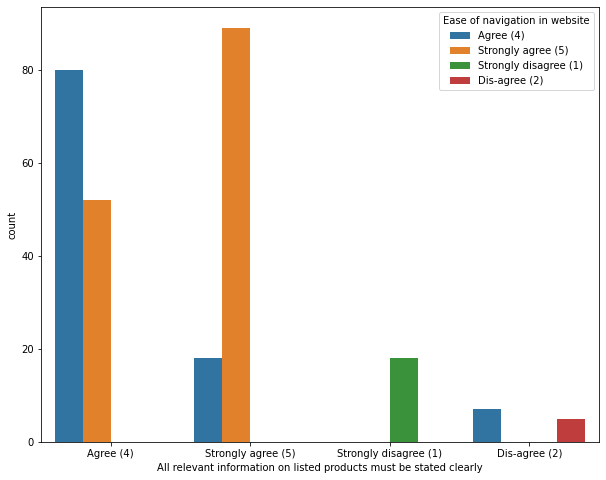 Ease of navigation in website
Agree (4)
Strongly agree (5)
Strongly disagree (1)
Dis-agree (2)
80
60
40
20
0
count
Agree (4) Strongly agree (5) Strongly disagree (1) Dis-agree (2)
All relevant information on listed products must be stated clearly